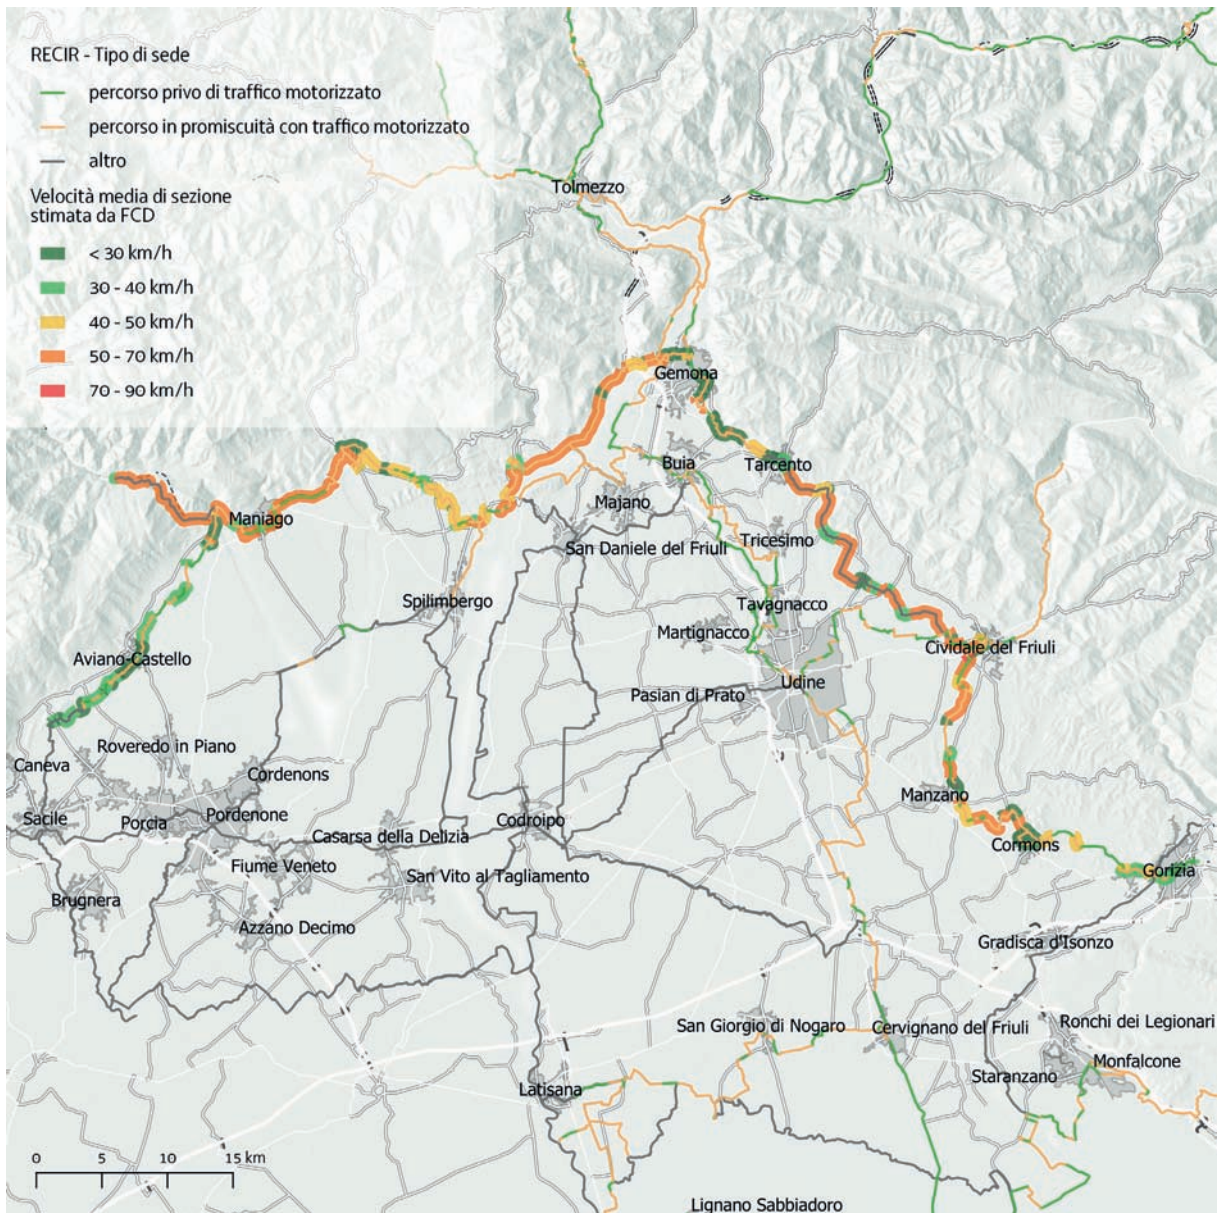 RECIR - Tipo di sede
percorso privo di traffico motorizzato
percorso in promiscuità con traffico motorizzato
altro
Velocità media di sezione
stimata da FCD
< 30 km/h
30 - 40 km/h
40 - 50 km/h
50 - 70 km/h
70 - 90 km/h
Tolmezzo
Gemona
Buia
Tarcento
Majano
Maniago
Tricesimo
San Daniele del Friuli
Spilimbergo
Tavagnacco
Martignacco
Cividale del Friuli
Aviano-Castello
Udine
Pasian di Prato
Roveredo in Piano
Caneva
Cordenons
Manzano
Sacile
Porcia
Pordenone
Codroipo
Casarsa della Delizia
Cormons
Fiume Veneto
Gorizia
San Vito al Tagliamento
Brugnera
Azzano Decimo
Gradisca d'Isonzo
San Giorgio di Nogaro
Cervignano del Friuli
Ronchi dei Legionari
Monfalcone
Staranzano
Latisana
0 5 10 15 km
Lignano Sabbiadoro